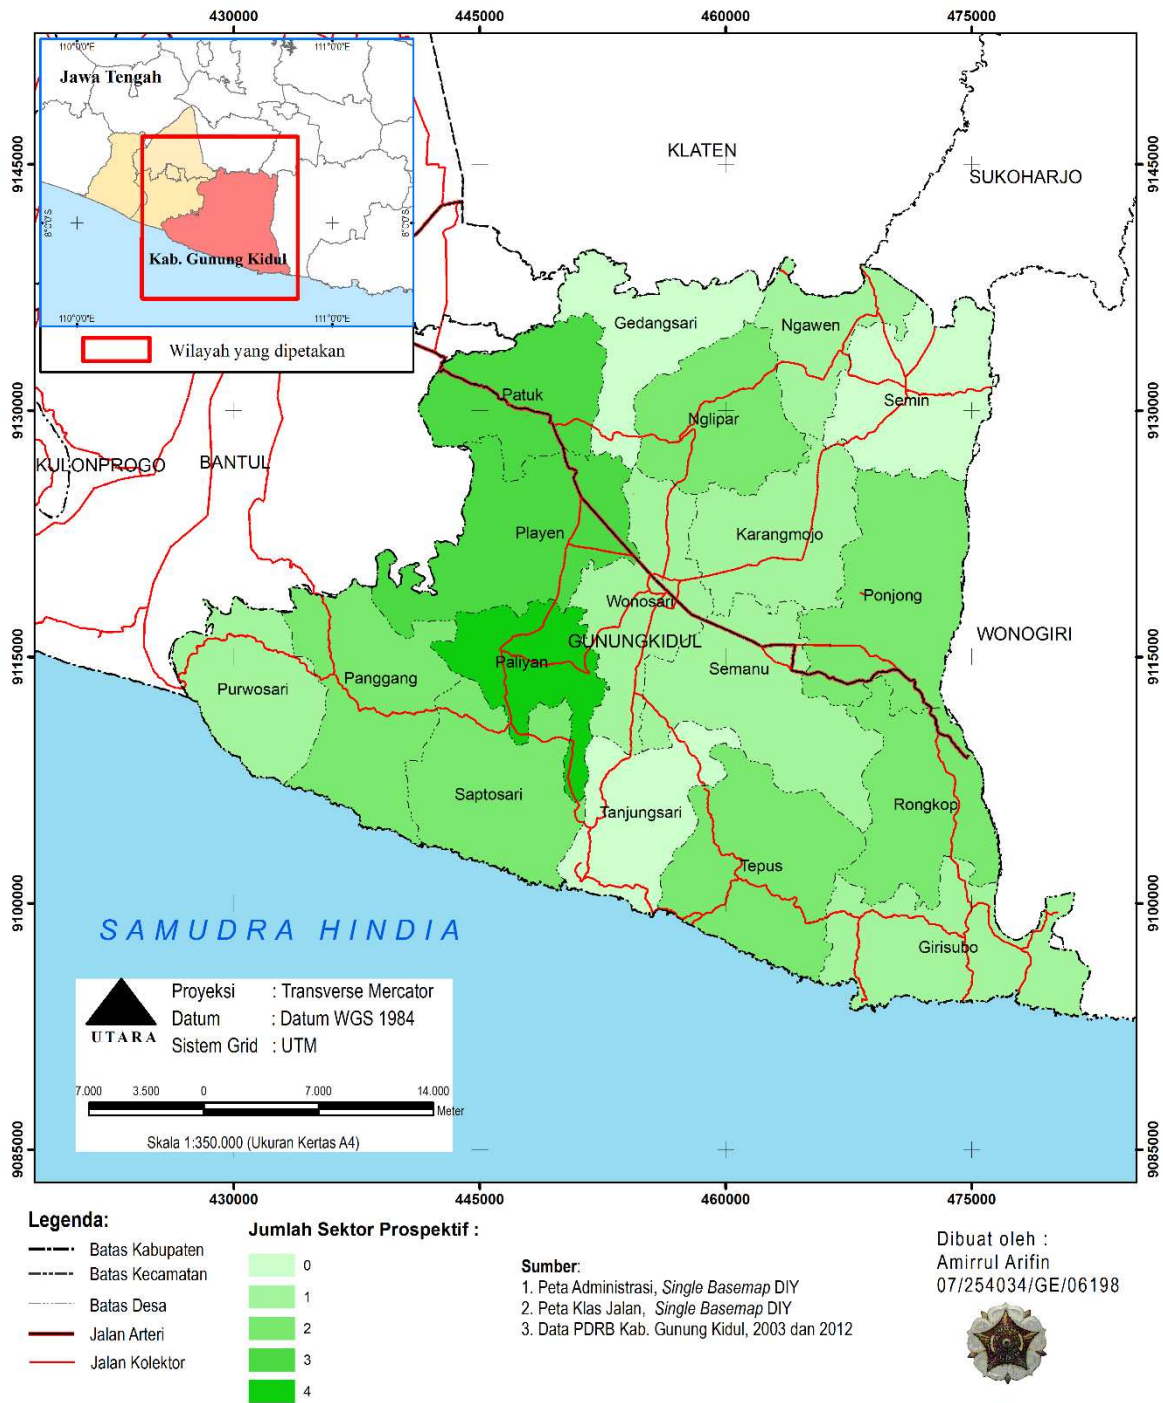 430000
445000
460000
475000
110°0'0"E
111°0'0"E
Jawa Tengah
8°0'0"S
8°0'0"S
Kab. Gunung Kidul
110°0'0"E
111°0'0"E
Wilayah yang dipetakan
9145000
9145000
KLATEN
SUKOHARJO
Gedangsari
Ngawen
Patuk
Semin
Nglipar
9130000
9130000
KULONPROGO
BANTUL
Playen
Karangmojo
Wonosari
Ponjong
GUNUNGKIDUL
WONOGIRI
9115000
9115000
Paliyan
Semanu
Panggang
Purwosari
Saptosari
Tanjungsari
Rongkop
Tepus
9100000
9100000
SAMUDRA HINDIA
Girisubo
UTARA
Proyeksi : Transverse Mercator
Datum : Datum WGS 1984
Sistem Grid : UTM
7.000 3.500 0 7.000 14.000
Meter
Skala 1:350.000 (Ukuran Kertas A4)
9085000
9085000
430000
445000
460000
475000
Legenda:
Batas Kabupaten
Batas Kecamatan
Batas Desa
Jalan Arteri
Jalan Kolektor
Jumlah Sektor Prospektif :
0
1
2
3
4
Sumber:
1. Peta Administrasi, Single Basemap DIY
2. Peta Klas Jalan, Single Basemap DIY
3. Data PDRB Kab. Gunung Kidul, 2003 dan 2012
Dibuat oleh :
Amirrul Arifin
07/254034/GE/06198